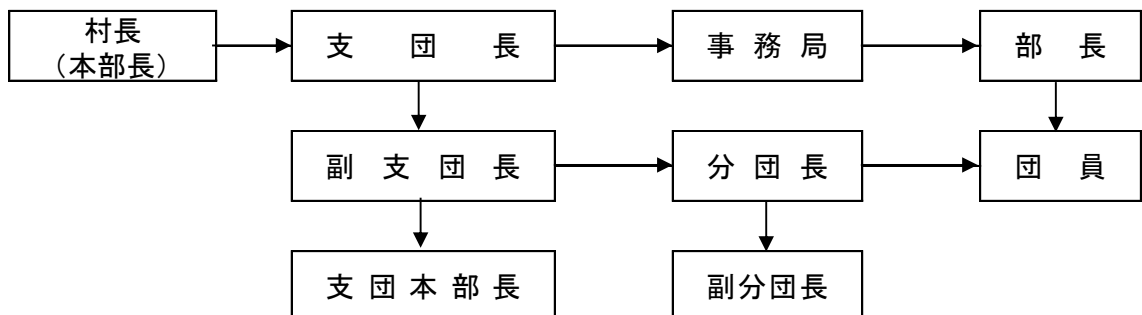 村長
（本部長）
支団長
事務局
部長
副支団長
分団長
団員
支団本部長
副分団長